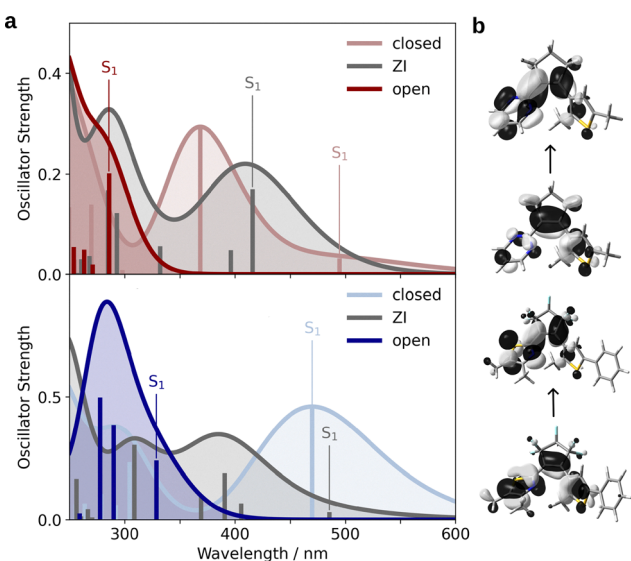 a
b
Oscillator Strength
0.4
0.2
0.0
closed
ZI
open
S1
S1
S1
Oscillator Strength
0.5
0.0
closed
ZI
open
S1
S1
S1
300
400
500
600
Wavelength / nm